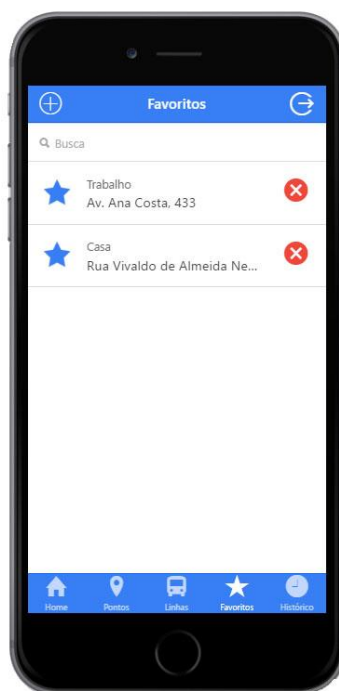 Favoritos
Busca
Trabalho
Av. Ana Costa, 433
Casa
Rua Vivaldo de Almeida Ne...
Home Pontos Linhas Favoritos Histórico